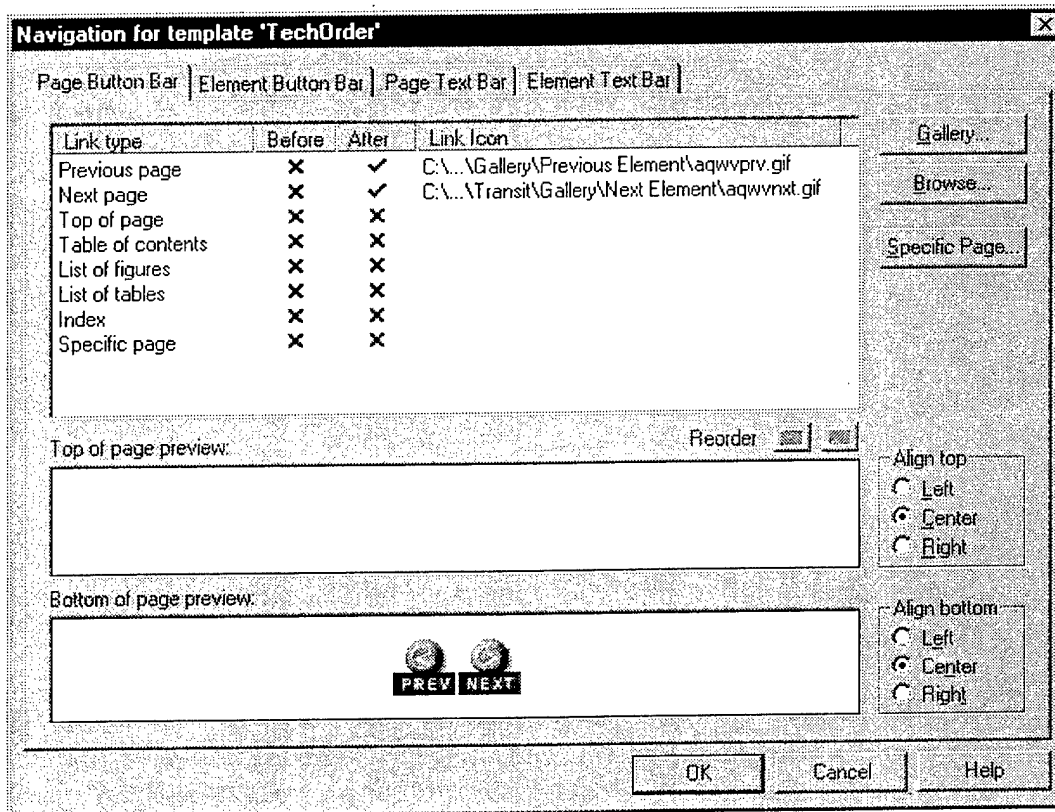 Navigation for template 'TechOrder'
Page Button Bar Element Button Bar Page Text Bar Element Text Bar
Link type Before After Link Icon
Previous page C:\...\Gallery\Previous Element\aqwvprv.gif
Next page C:\...\Transit\Gallery\Next Element\aqwvnxt.gif
Top of page
Table of contents
List of figures
List of tables
Index
Specific page
Gallery...
Browse...
Specific Page...
Top of page preview:
Reorder
Align top
Left
Center
Right
Bottom of page preview:
PREV NEXT
Align bottom
Left
Center
Right
OK Cancel Help